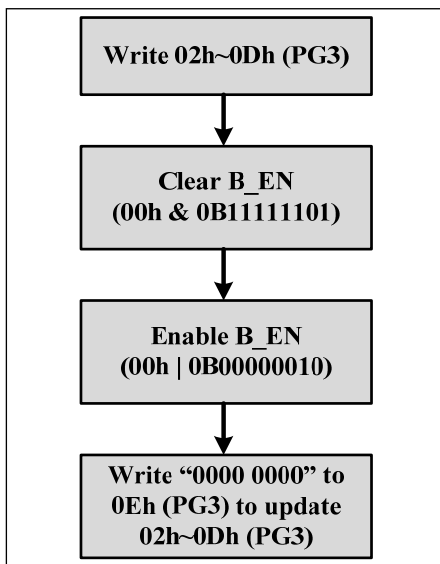 Write 02h~0Dh (PG3)
Clear B_EN
(00h & 0B11111101)
Enable B_EN
(00h | 0B00000010)
Write “0000 0000” to
0Eh (PG3) to update
02h~0Dh (PG3)